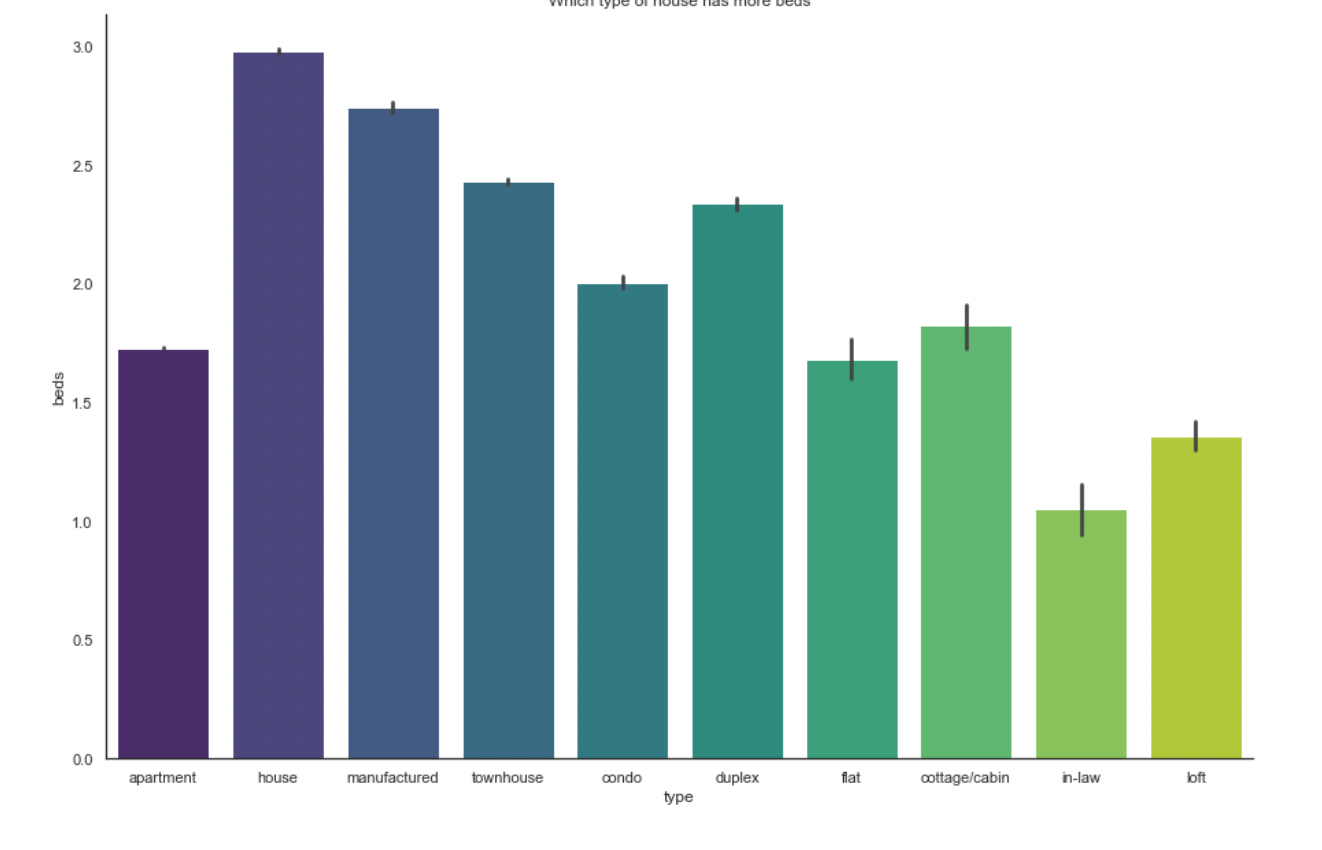 Which type of house has more beds
3.0
2.5
2.0
1.5
1.0
0.5
0.0
beds
apartment house manufactured townhouse condo duplex flat cottage/cabin in-law loft
type